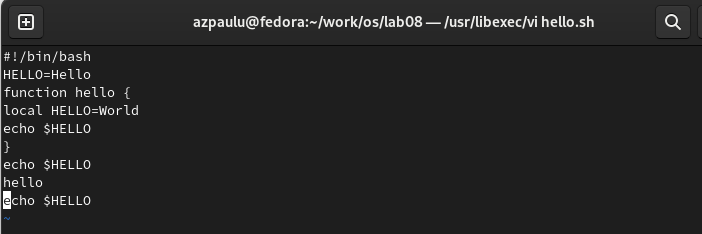 azpaulu@fedora:~/work/os/lab08 — /usr/libexec/vi hello.sh
#!/bin/bash
HELLO=Hello
function hello {
local HELLO=World
echo $HELLO
}
echo $HELLO
hello
echo $HELLO
~